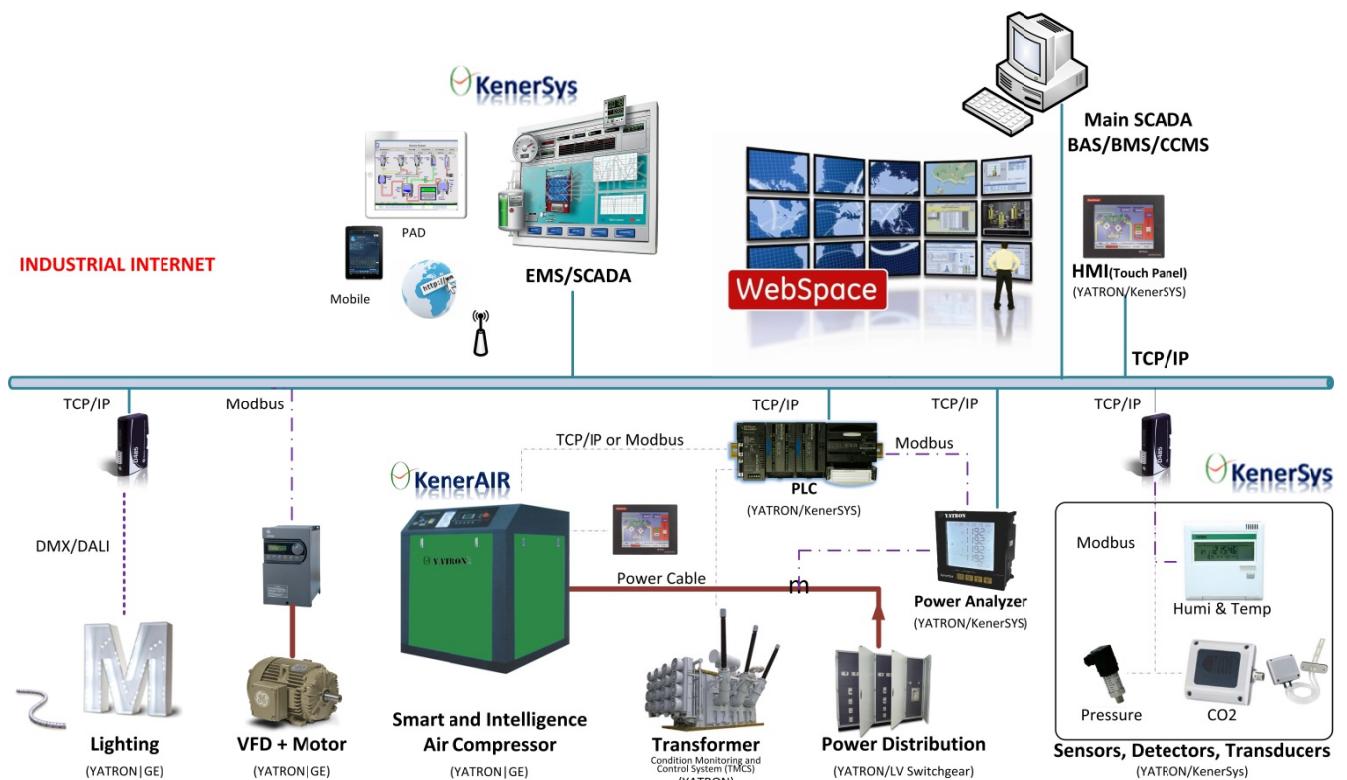 KenerSys
Main SCADA
BAS/BMS/CCMS
PAD
INDUSTRIAL INTERNET
Mobile
http://www
EMS/SCADA
WebSpace
HMI(Touch Panel)
(YATRON/KenerSYS)
TCP/IP
TCP/IP
Modbus
TCP/IP
TCP/IP
TCP/IP
TCP/IP or Modbus
Modbus
KenerAIR
KenerSys
PLC
(YATRON/KenerSYS)
DMX/DALI
YATRON
YATRON
Modbus
Power Cable
m
Power Analyzer
(YATRON/KenerSYS)
Humi & Temp
M
Pressure
CO2
Lighting
(YATRON|GE)
VFD + Motor
(YATRON|GE)
Smart and Intelligence
Air Compressor
(YATRON|GE)
Transformer
Condition Monitoring and
Control System (TMCS)
(YATRON)
Power Distribution
(YATRON/LV Switchgear)
Sensors, Detectors, Transducers
(YATRON/KenerSys)